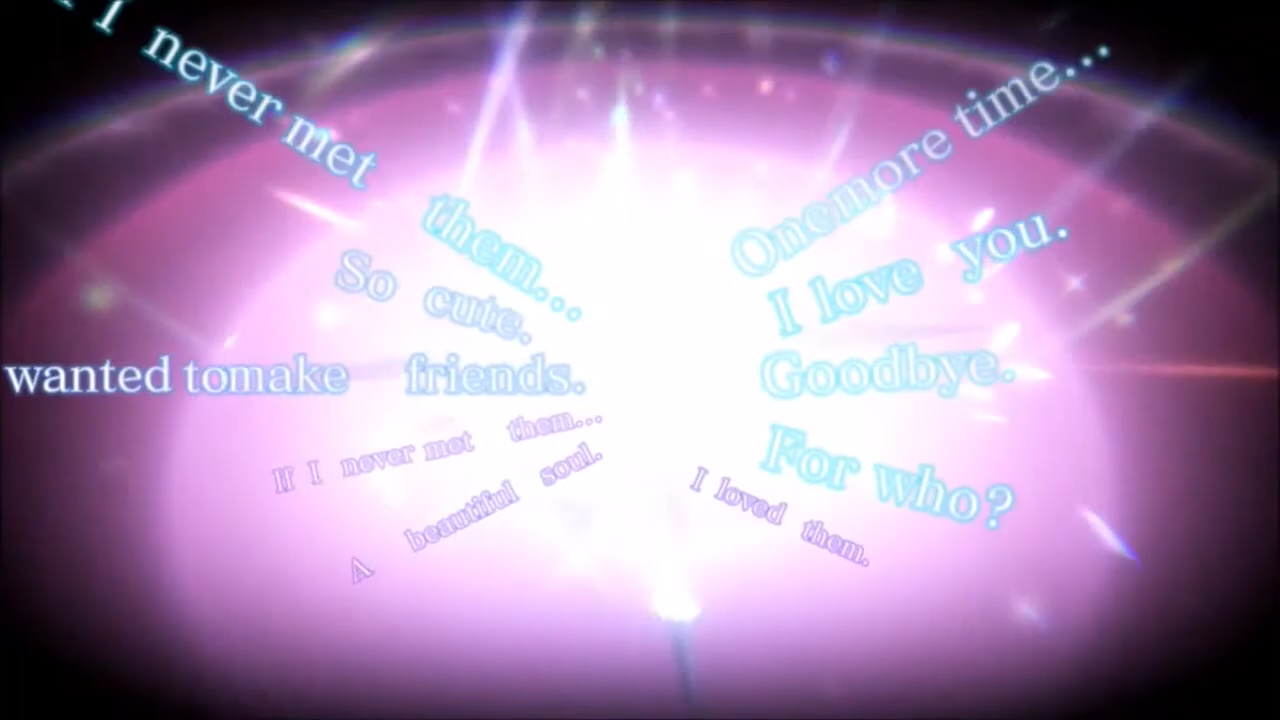 I never met them...
So cute.
wanted tomake friends.
If I never met them...
A beautiful soul.
Onemore time...
I love you.
Goodbye.
For who?
I loved them.